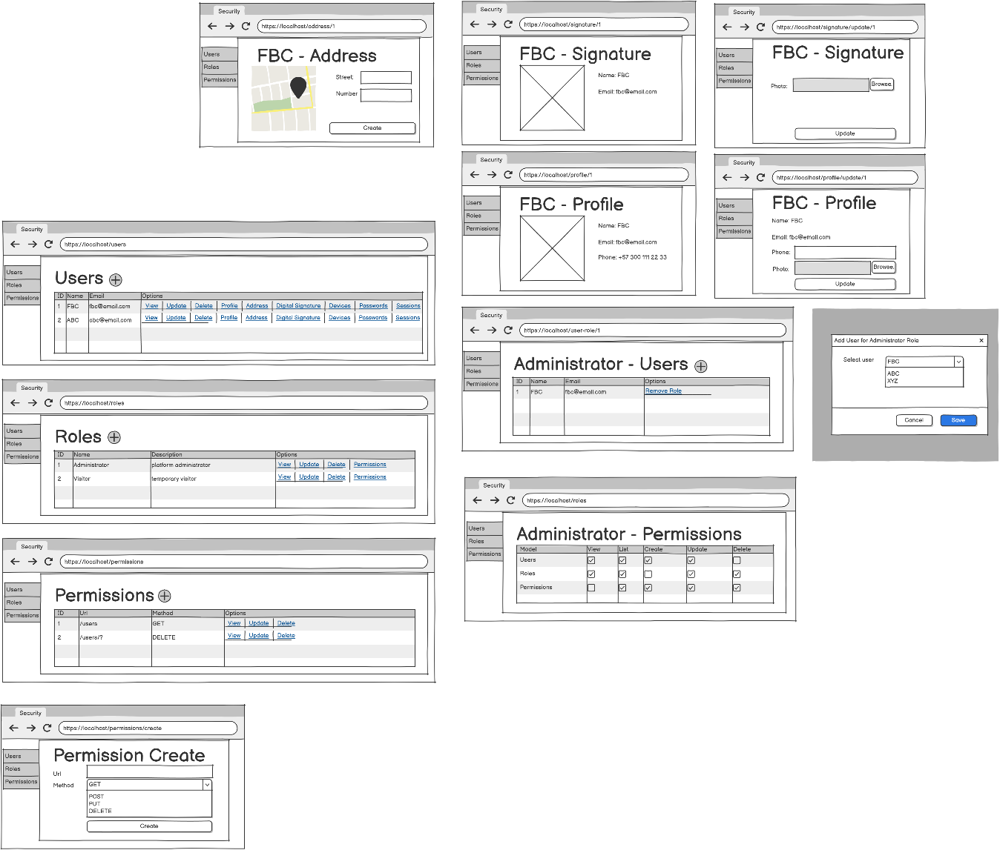 Security
https://localhost/address/1
Users
Roles
Permissions
FBC - Address
Street:
Number
Create
Security
https://localhost/signature/1
Users
Roles
Permissions
FBC - Signature
Name: FBC
Email: fbc@email.com
Security
https://localhost/signature/update/1
Users
Roles
Permissions
FBC - Signature
Photo:
Browse.
Update
Security
https://localhost/profile/1
Users
Roles
Permissions
FBC - Profile
Name: FBC
Email: fbc@email.com
Phone: +57 300 111 22 33
Security
https://localhost/profile/update/1
Users
Roles
Permissions
FBC - Profile
Name: FBC
Email: fbc@email.com
Phone:
Photo:
Browse.
Update
Security
https://localhost/users
Users
Roles
Permissions
Users
ID Name Email Options
1 FBC fbc@email.com View Update Delete Profile Address Digital Signature Devices Passwords Sessions
2 ABC abc@email.com View Update Delete Profile Address Digital Signature Devices Passwords Sessions
Security
https://localhost/user-role/1
Users
Roles
Permissions
Administrator - Users
ID Name Email Options
1 FBC fbc@email.com Remove Role
Add User for Administrator Role
Select user
FBC
ABC
XYZ
Cancel
Save
Security
https://localhost/roles
Users
Roles
Permissions
Roles
ID Name Description Options
1 Administrator platform administrator View Update Delete Permissions
2 Visitor temporary visitor View Update Delete Permissions
Security
https://localhost/roles
Users
Roles
Permissions
Administrator - Permissions
Model View List Create Update Delete
Users
Roles
Permissions
Security
https://localhost/permissions
Users
Roles
Permissions
Permissions
ID Url Method Options
1 /users GET View Update Delete
2 /users/? DELETE View Update Delete
Security
https://localhost/permissions/create
Users
Roles
Permissions
Permission Create
Url
Method
GET
POST
PUT
DELETE
Create